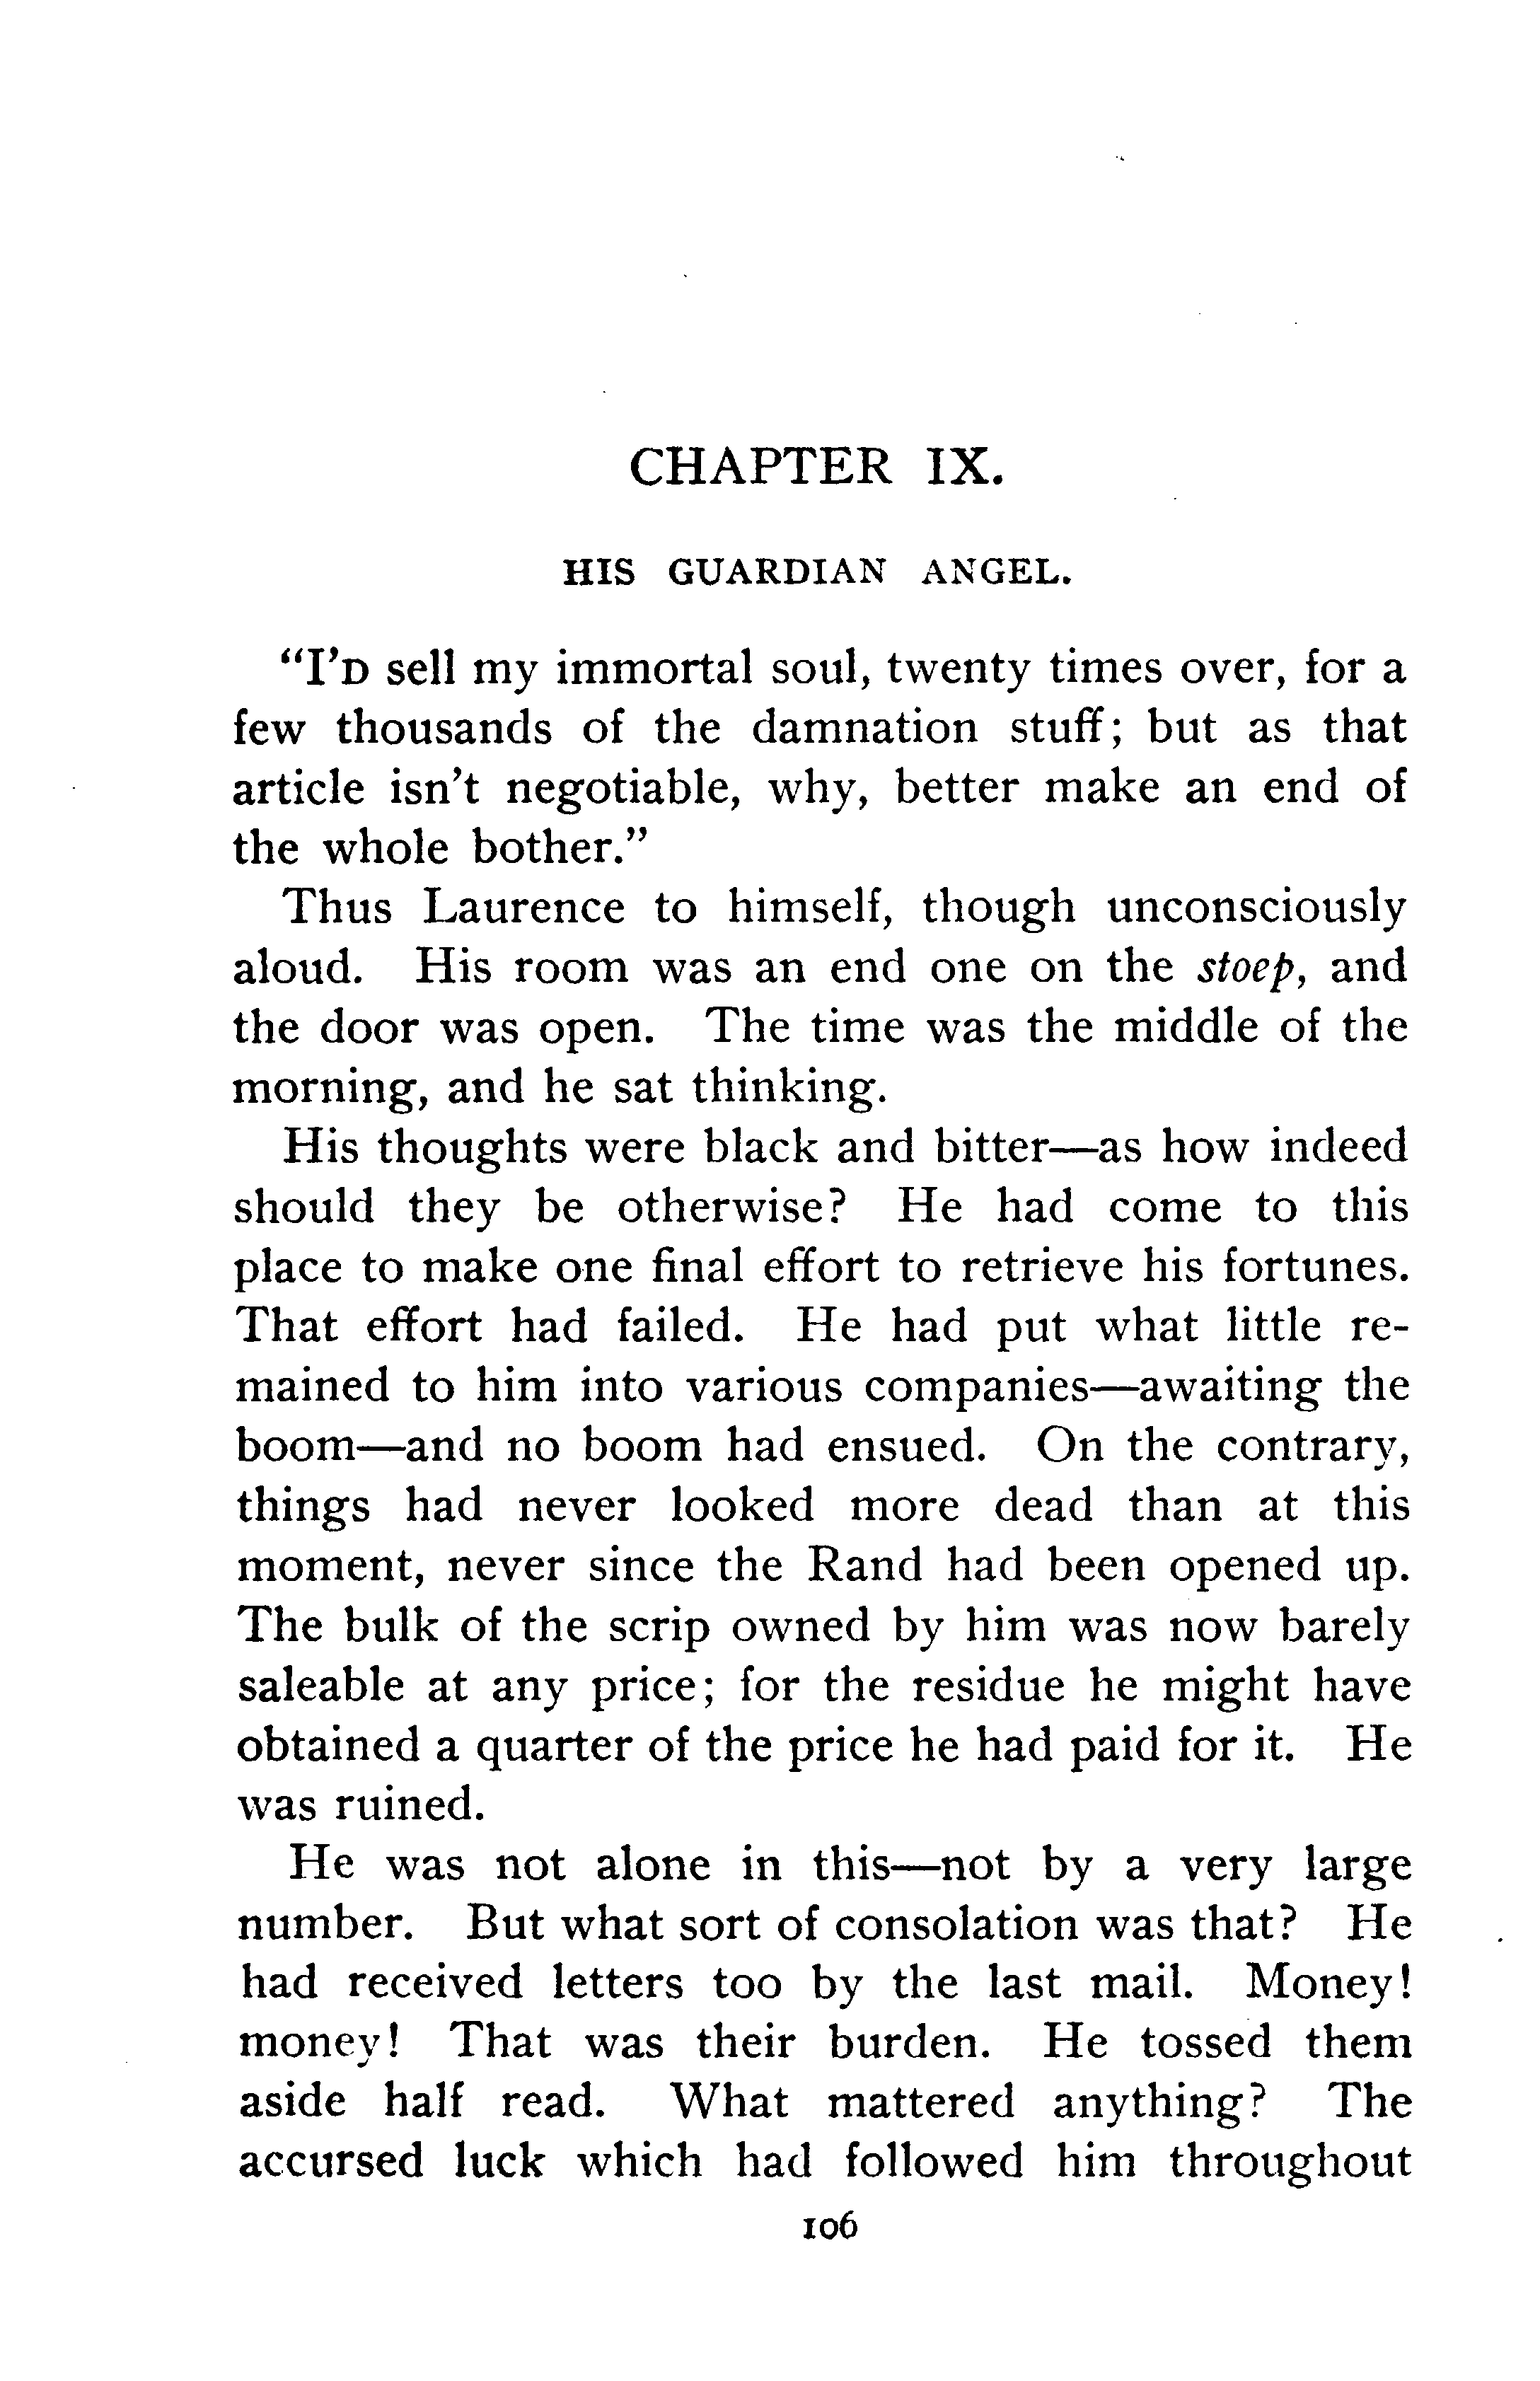 CHAPTER IX.
HIS GUARDIAN ANGEL.
"I'D sell my immortal soul, twenty times over, for a
few thousands of the damnation stuff; but as that
article isn't negotiable, why, better make an end of
the whole bother."
Thus Laurence to himself, though unconsciously
aloud. His room was an end one on the stoep, and
the door was open. The time was the middle of the
morning, and he sat thinking.
His thoughts were black and bitter—as how indeed
should they be otherwise? He had come to this
place to make one final effort to retrieve his fortunes.
That effort had failed. He had put what little re-
mained to him into various companies—awaiting the
boom—and no boom had ensued. On the contrary,
things had never looked more dead than at this
moment, never since the Rand had been opened up.
The bulk of the scrip owned by him was now barely
saleable at any price; for the residue he might have
obtained a quarter of the price he had paid for it. He
was ruined.
He was not alone in this—not by a very large
number. But what sort of consolation was that? He
had received letters too by the last mail. Money!
money! That was their burden. He tossed them
aside half read. What mattered anything? The
accursed luck which had followed him throughout
106